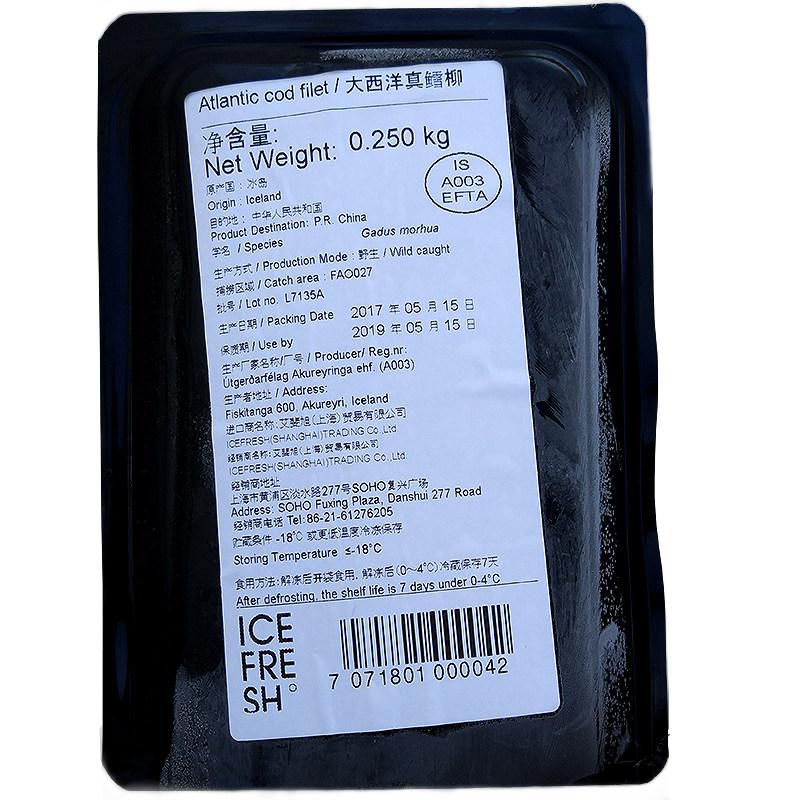 Atlantic cod filet / 大西洋真鳕柳
净含量:
Net Weight: 0.250 kg
IS
A003
EFTA
原产国：冰岛
Origin : Iceland
目的地：中华人民共和国
Product Destination: P.R. China
学名 / Species Gadus morhua
生产方式 / Production Mode : 野生 / Wild caught
捕捞区域 / Catch area : FAO027
批号 / Lot no. L7135A
生产日期 / Packing Date 2017 年 05 月 15 日
保质期 / Use by 2019 年 05 月 15 日
生产厂家名称/厂号 / Producer/ Reg.nr:
Útgerðarfélag Akureyringa ehf. (A003)
生产者地址 / Address:
Fiskitanga 600, Akureyri, Iceland
进口商名称: 艾斐旭(上海)贸易有限公司
ICEFRESH(SHANGHAI)TRADING Co.,Ltd.
经销商名称: 艾斐旭(上海)贸易有限公司
ICEFRESH(SHANGHAI)TRADING Co.,Ltd.
经销商地址
上海市黄浦区淡水路277号SOHO复兴广场
Address: SOHO Fuxing Plaza, Danshui 277 Road
经销商电话 Tel:86-21-61276205
贮藏条件 -18°C 或更低温度冷冻保存
Storing Temperature ≤-18°C
食用方法: 解冻后开袋食用, 解冻后(0～4°C)冷藏保存7天
After defrosting, the shelf life is 7 days under 0-4°C
ICE
FRE
SH
7 071801 000042